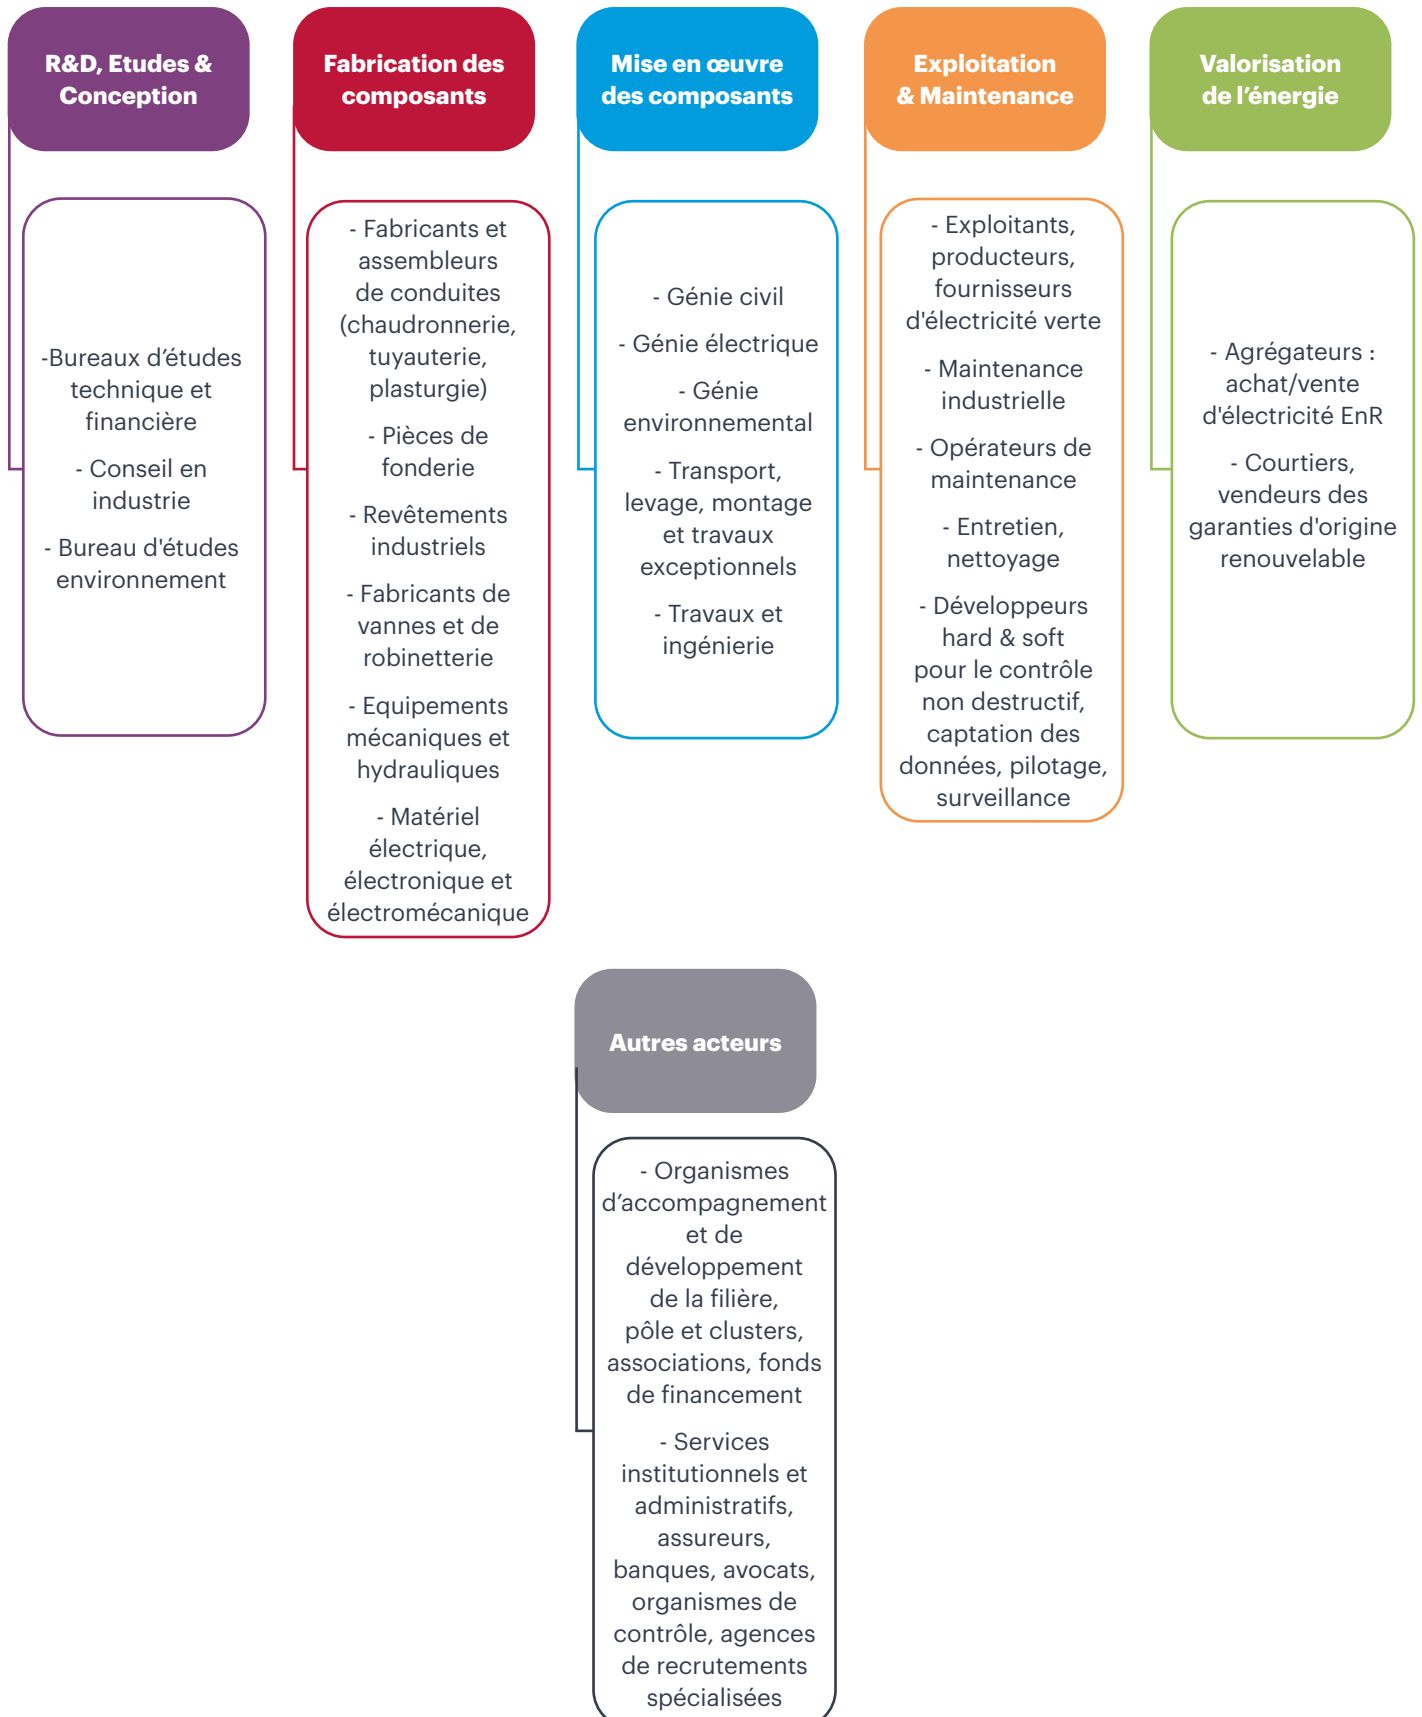 R&D, Etudes &
Conception
-Bureaux d’études
technique et
financière
- Conseil en
industrie
- Bureau d'études
environnement
Fabrication des
composants
- Fabricants et
assembleurs
de conduites
(chaudronnerie,
tuyauterie,
plasturgie)
- Pièces de
fonderie
- Revêtements
industriels
- Fabricants de
vannes et de
robinetterie
- Equipements
mécaniques et
hydrauliques
- Matériel
électrique,
électronique et
électromécanique
Mise en œuvre
des composants
- Génie civil
- Génie électrique
- Génie
environnemental
- Transport,
levage, montage
et travaux
exceptionnels
- Travaux et
ingénierie
Exploitation
& Maintenance
- Exploitants,
producteurs,
fournisseurs
d'électricité verte
- Maintenance
industrielle
- Opérateurs de
maintenance
- Entretien,
nettoyage
- Développeurs
hard & soft
pour le contrôle
non destructif,
captation des
données, pilotage,
surveillance
Valorisation
de l’énergie
- Agrégateurs :
achat/vente
d'électricité EnR
- Courtiers,
vendeurs des
garanties d'origine
renouvelable
Autres acteurs
- Organismes
d’accompagnement
et de
développement
de la filière,
pôle et clusters,
associations, fonds
de financement
- Services
institutionnels et
administratifs,
assureurs,
banques, avocats,
organismes de
contrôle, agences
de recrutements
spécialisées